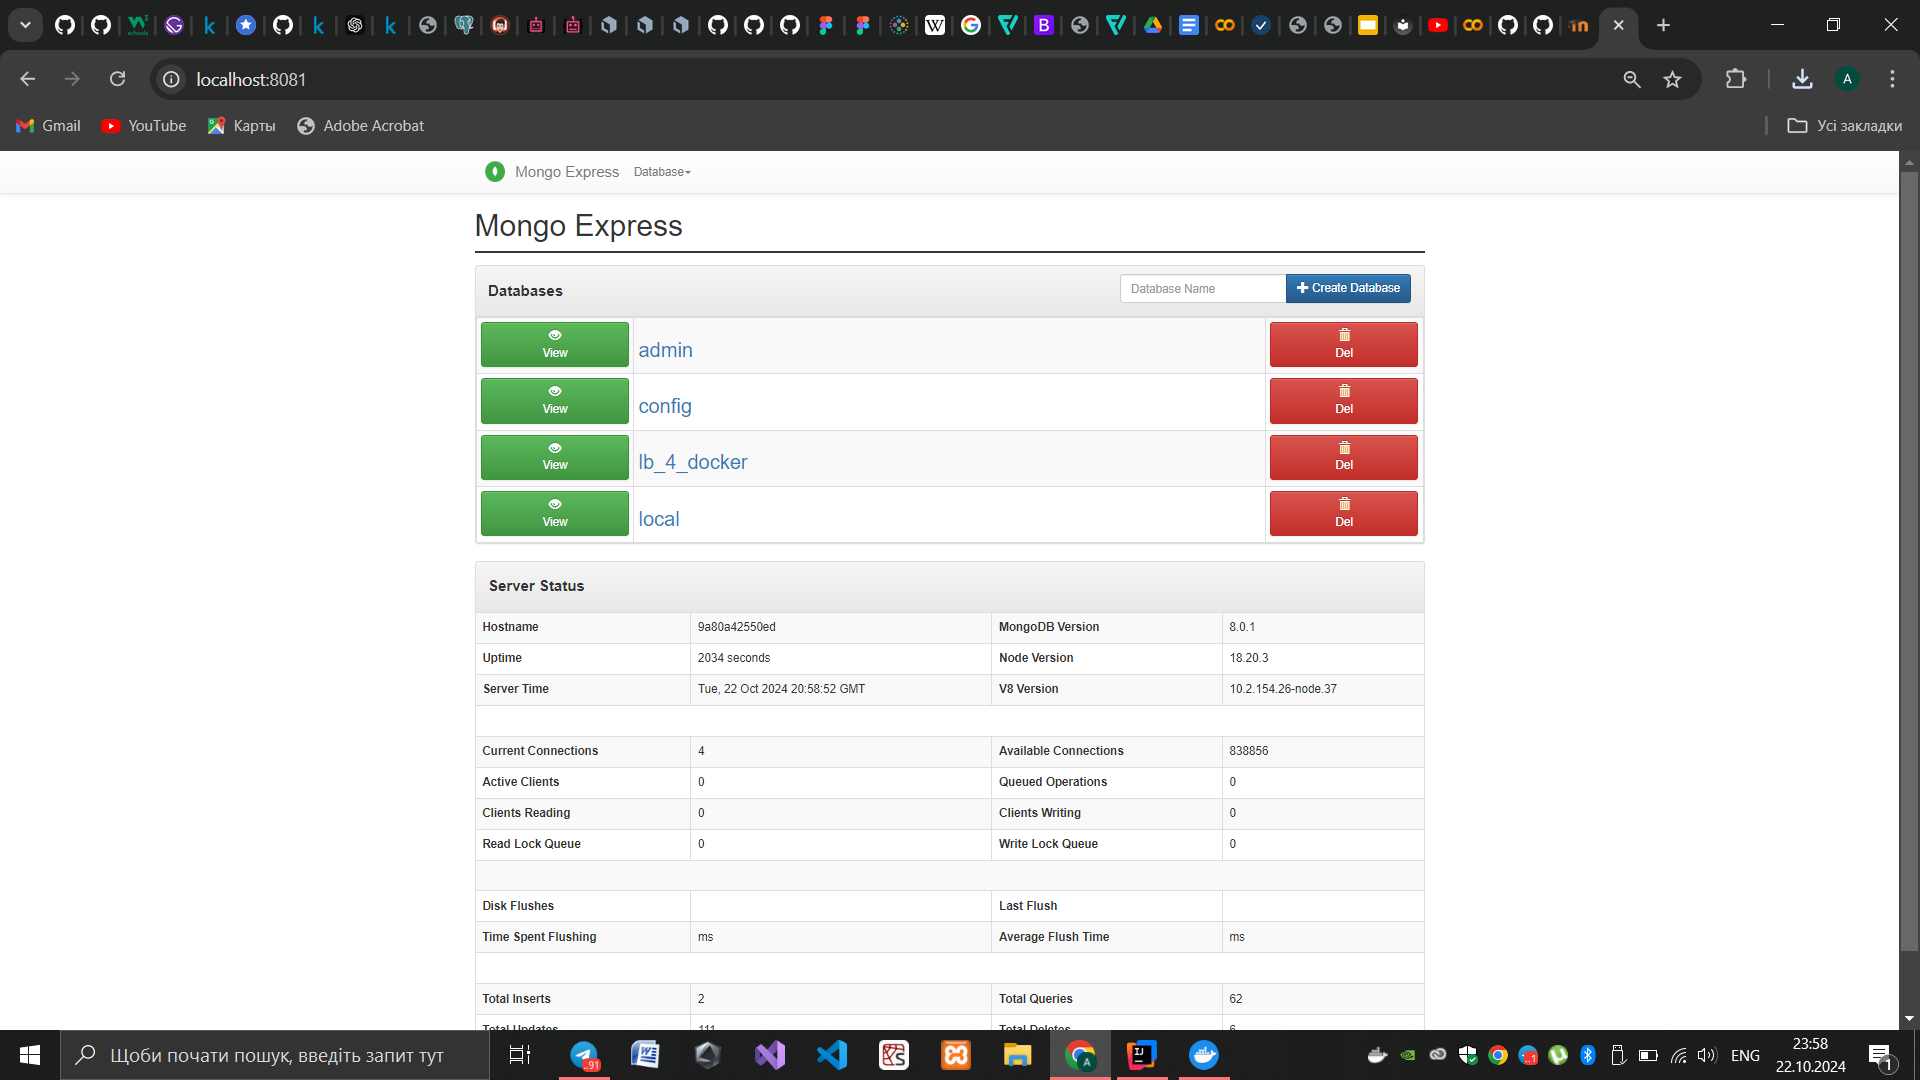 localhost:8081
Gmail YouTube Карты Adobe Acrobat Усі закладки
Mongo Express Database
Mongo Express
Databases Database Name Create Database
View admin Del
View config Del
View lb_4_docker Del
View local Del
Server Status
Hostname 9a80a42550ed MongoDB Version 8.0.1
Uptime 2034 seconds Node Version 18.20.3
Server Time Tue, 22 Oct 2024 20:58:52 GMT V8 Version 10.2.154.26-node.37
Current Connections 4 Available Connections 838856
Active Clients 0 Queued Operations 0
Clients Reading 0 Clients Writing 0
Read Lock Queue 0 Write Lock Queue 0
Disk Flushes Last Flush
Time Spent Flushing ms Average Flush Time ms
Total Inserts 2 Total Queries 62
Total Updates 111 Total Deletes 6
Щоби почати пошук, введіть запит тут
91
ENG
23:58
22.10.2024
1